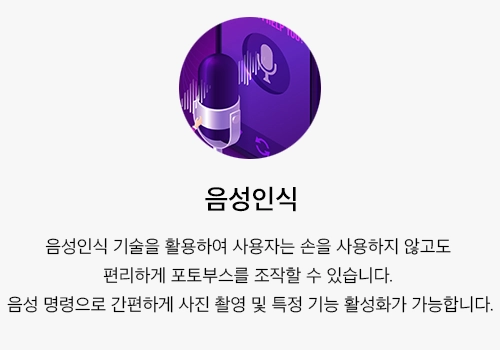 음성인식
음성인식 기술을 활용하여 사용자는 손을 사용하지 않고도
편리하게 포토부스를 조작할 수 있습니다.
음성 명령으로 간편하게 사진 촬영 및 특정 기능 활성화가 가능합니다.